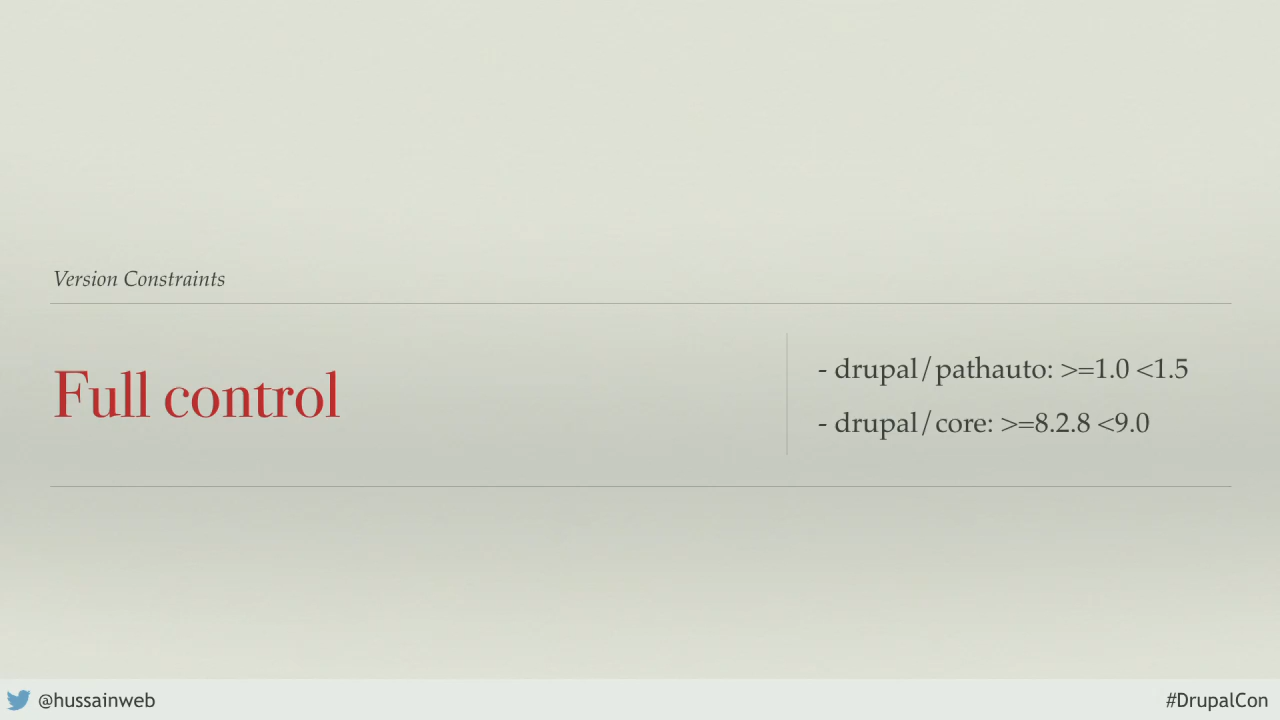 Version Constraints
Full control
- drupal/pathauto: >=1.0 <1.5
- drupal/core: >=8.2.8 <9.0
@hussainweb
#DrupalCon